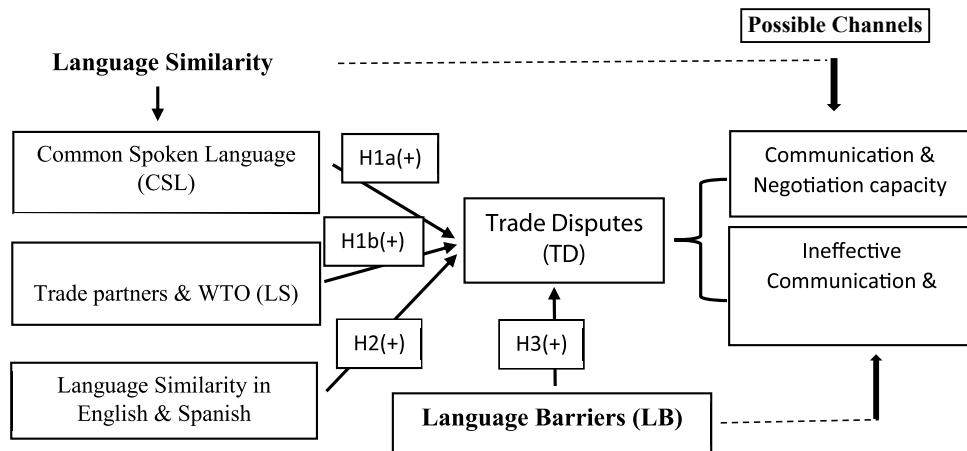 Possible Channels
Language Similarity
Common Spoken Language
(CSL)
H1a(+)
Communication &
Negotiation capacity
H1b(+)
Trade Disputes
(TD)
Trade partners & WTO (LS)
Ineffective
Communication &
H2(+)
H3(+)
Language Similarity in
English & Spanish
Language Barriers (LB)